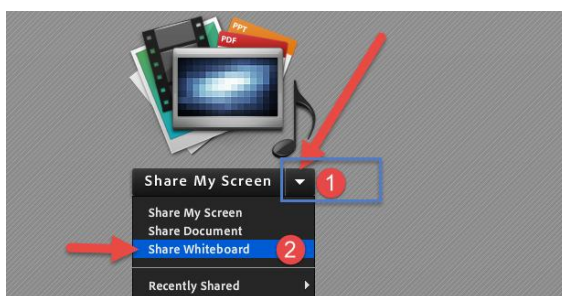 PPT
PDF
Share My Screen
1
Share My Screen
Share Document
Share Whiteboard
2
Recently Shared